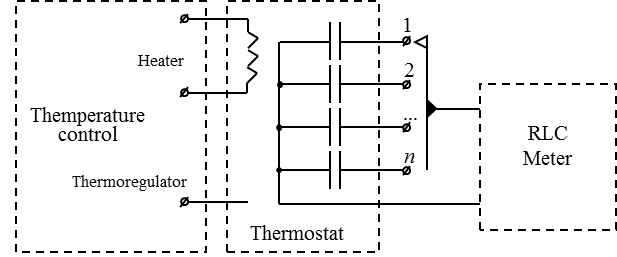 1
Heater
2
...
Themperature
control
RLC
Meter
n
Thermoregulator
Thermostat